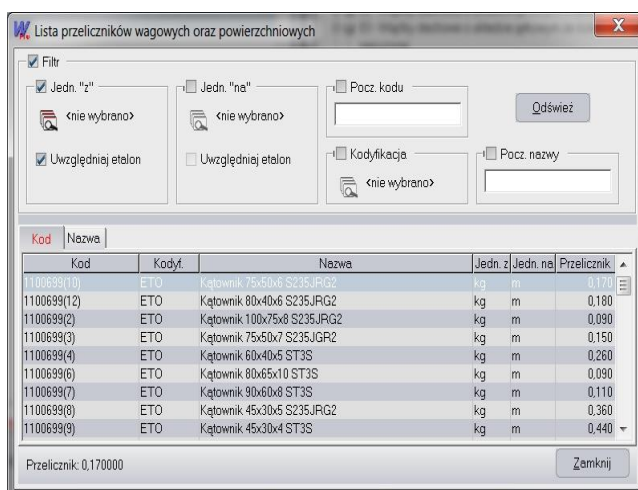 Lista przeliczników wagowych oraz powierzchniowych
Filtr
Jedn. "z" Jedn. "na" Pocz. kodu
<nie wybrano> <nie wybrano> Odśwież
Uwzględniaj etalon Uwzględniaj etalon Kodyfikacja Pocz. nazwy
<nie wybrano>
Kod Nazwa
Kod Kodyf. Nazwa Jedn. z Jedn. na Przelicznik
1100699(10) ETO Kątownik 75x50x6 S235JRG2 kg m 0,170
1100699(12) ETO Kątownik 80x40x6 S235JRG2 kg m 0,180
1100699(2) ETO Kątownik 100x75x8 S235JRG2 kg m 0,090
1100699(3) ETO Kątownik 75x50x7 S235JGR2 kg m 0,150
1100699(4) ETO Kątownik 60x40x5 ST3S kg m 0,260
1100699(6) ETO Kątownik 80x65x10 ST3S kg m 0,090
1100699(7) ETO Kątownik 90x60x8 ST3S kg m 0,110
1100699(8) ETO Kątownik 45x30x5 S235JRG2 kg m 0,360
1100699(9) ETO Kątownik 45x30x4 ST3S kg m 0,440
Przelicznik: 0,170000 Zamknij